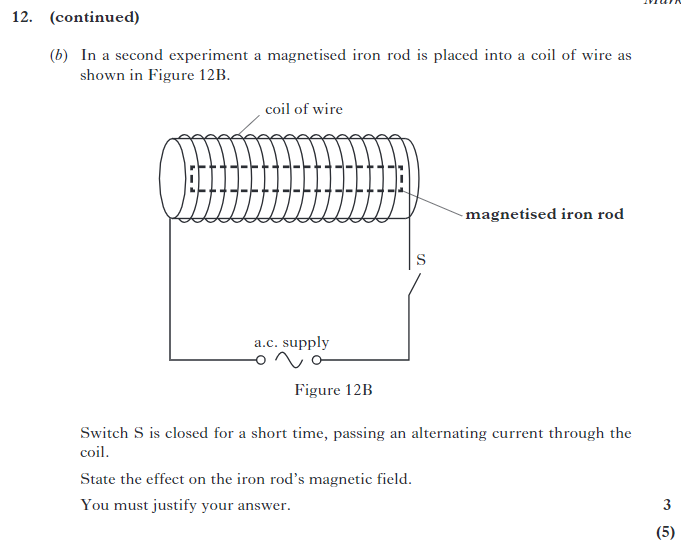 12. (continued)
(b) In a second experiment a magnetised iron rod is placed into a coil of wire as
shown in Figure 12B.
coil of wire
magnetised iron rod
S
a.c. supply
Figure 12B
Switch S is closed for a short time, passing an alternating current through the
coil.
State the effect on the iron rod’s magnetic field.
You must justify your answer.
3
(5)